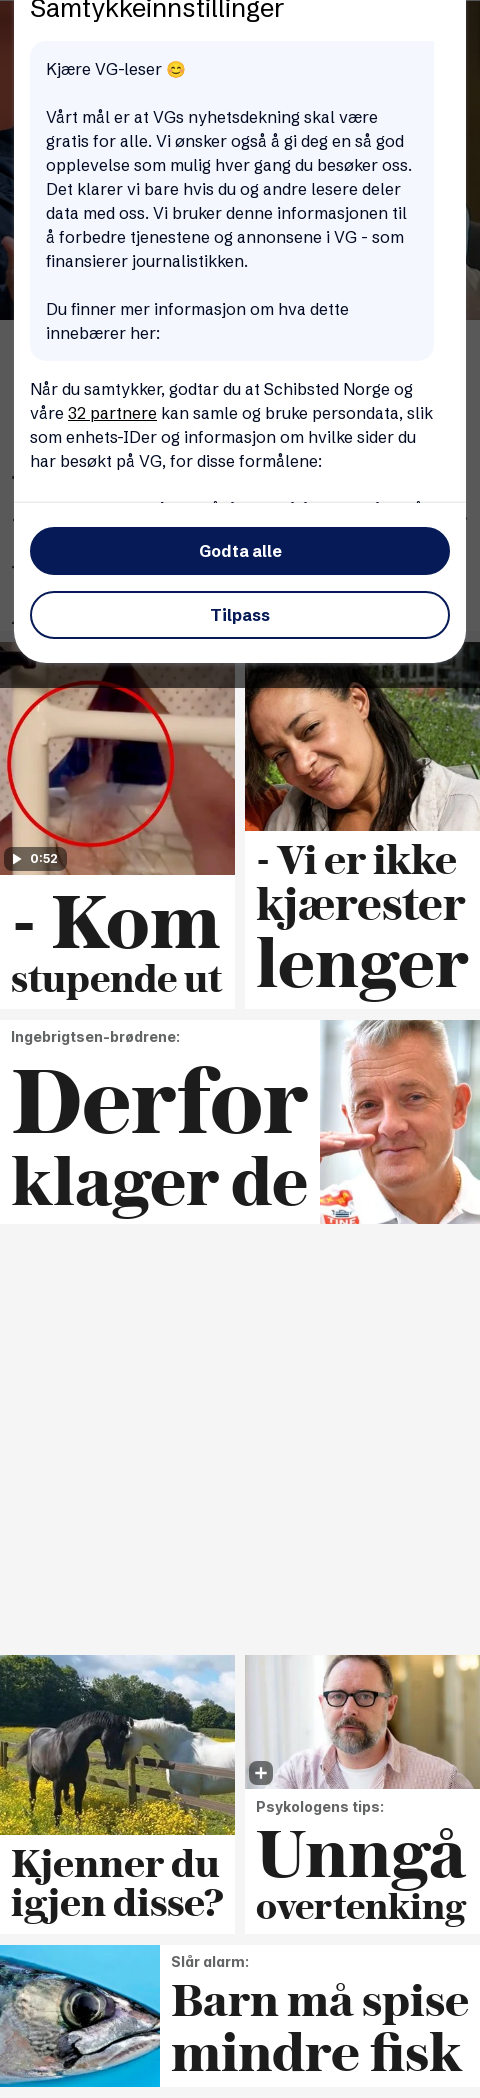 Samtykkeinnstillinger
Kjære VG-leser 😊
Vårt mål er at VGs nyhetsdekning skal være
gratis for alle. Vi ønsker også å gi deg en så god
opplevelse som mulig hver gang du besøker oss.
Det klarer vi bare hvis du og andre lesere deler
data med oss. Vi bruker denne informasjonen til
å forbedre tjenestene og annonsene i VG - som
finansierer journalistikken.
Du finner mer informasjon om hva dette
innebærer her:
Når du samtykker, godtar du at Schibsted Norge og
våre 32 partnere kan samle og bruke persondata, slik
som enhets-IDer og informasjon om hvilke sider du
har besøkt på VG, for disse formålene:
Godta alle
Tilpass
0:52
- Kom
stupende ut
- Vi er ikke
kjærester
lenger
Ingebrigtsen-brødrene:
Derfor
klager de
TINE
Kjenner du
igjen disse?
Psykologens tips:
Unngå
overtenking
Slår alarm:
Barn må spise
mindre fisk